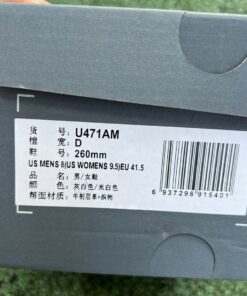 货 号: U471AM
楦 宽: D
鞋 号: 260mm
US MENS 8(US WOMENS 9.5)EU 41.5
品 名: 男/女鞋
颜 色: 灰白色/米白色
帮面材质: 牛剖层革+织物
6 937296 915401